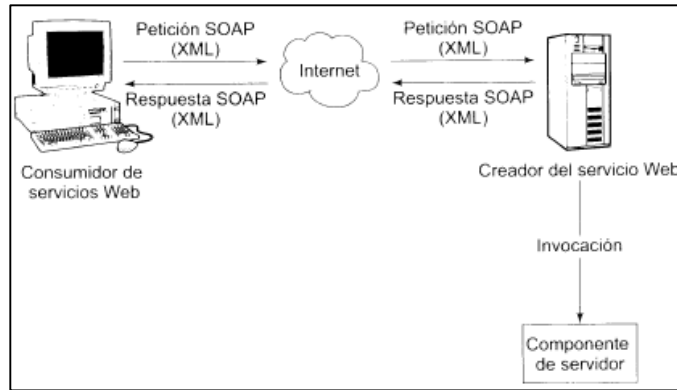 Petición SOAP
(XML)
Respuesta SOAP
(XML)
Internet
Petición SOAP
(XML)
Respuesta SOAP
(XML)
Consumidor de
servicios Web
Creador del servicio Web
Invocación
Componente
de servidor